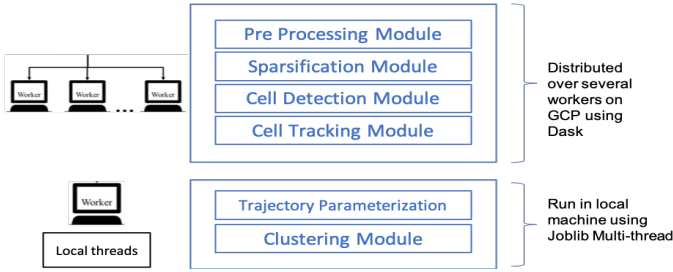 Pre Processing Module
Sparsification Module
Cell Detection Module
Cell Tracking Module
Worker Worker ... Worker
Distributed
over several
workers on
GCP using
Dask
Worker
Local threads
Trajectory Parameterization
Clustering Module
Run in local
machine using
Joblib Multi-thread